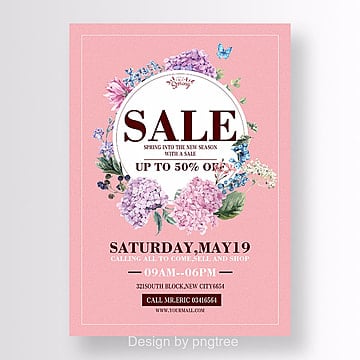 Spring
SALE
SPRING INTO THE NEW SEASON
WITH A SALE
UP TO 50% OFF
SATURDAY,MAY19
CALLING ALL TO COME,SELL AND SHOP
09AM--06PM
321SOUTH BLOCK,NEW CITY6654
CALL MR.ERIC 03416564
WWW.YOURMALL.COM
Design by pngtree